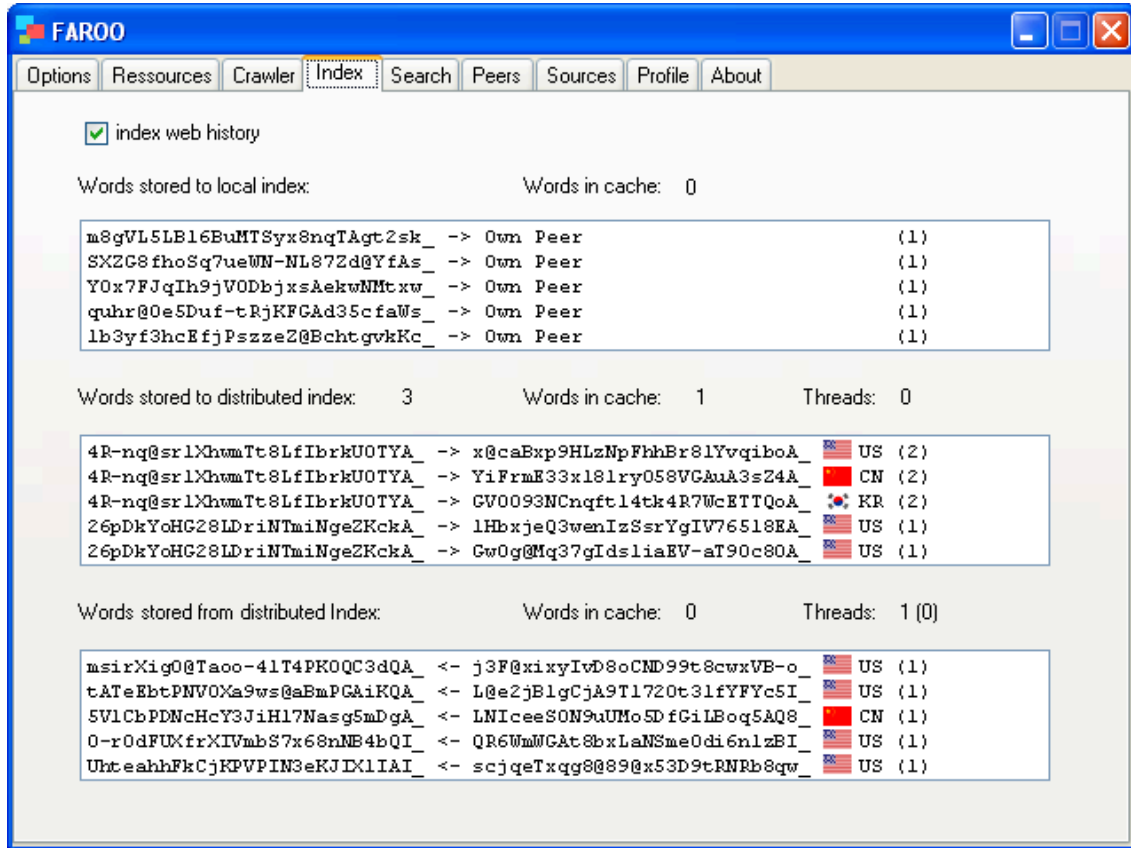 FAROO
Options Ressources Crawler Index Search Peers Sources Profile About
index web history
Words stored to local index: Words in cache: 0
m8gVL5LB16BuMTSyx8nqTAgt2sk_ -> Own Peer (1)
SXZG8fhoSq7ueWN-NL87Zd@YfAs_ -> Own Peer (1)
Y0x7FJqIh9jV0DbjxsAekwNMtxw_ -> Own Peer (1)
quhr@0e5Duf-tRjKFGAd35cfaWs_ -> Own Peer (1)
lb3yf3hcEfjPszzeZ@BchtgvkKc_ -> Own Peer (1)
Words stored to distributed index: 3 Words in cache: 1 Threads: 0
4R-nq@srlXhwmTt8LfIbrkU0TYA_ -> x@caBxp9HLzNpFhhBr8lYvqiboA_ US (2)
4R-nq@srlXhwmTt8LfIbrkU0TYA_ -> YiFrmE33xl8lry058VGAuA3sZ4A_ CN (2)
4R-nq@srlXhwmTt8LfIbrkU0TYA_ -> GV0093NCnqftl4tk4R7WcETTQoA_ KR (2)
26pDkYoHG28LDriNTmiNgeZKckA_ -> lHbxjeQ3wenIzSsrYgIV76518EA_ US (1)
26pDkYoHG28LDriNTmiNgeZKckA_ -> Gw0g@Mq37gIdsliaEV-aT90c80A_ US (1)
Words stored from distributed Index: Words in cache: 0 Threads: 1 (0)
msirXig0@Taoo-41T4PK0QC3dQA_ <- j3F@xixyIvD8oCND99t8cwxVB-o_ US (1)
tATeEbtPNV0Xa9ws@aBmPGAiKQA_ <- L@e2jBlgCjA9Tl720t3lfYFYc5I_ US (1)
5VlCbPDNcHcY3JiHl7Nasg5mDgA_ <- LNIceeS0N9uUMo5DfGiLBoq5AQ8_ CN (1)
0-r0dFUXfrXIVmbS7x68nNB4bQI_ <- QR6WmWGAt8bxLaNSme0di6nlzBI_ US (1)
UhteahhFkCjKPVPIN3eKJIXlIAI_ <- scjqeTxqg8@89@x53D9tRNRb8qw_ US (1)